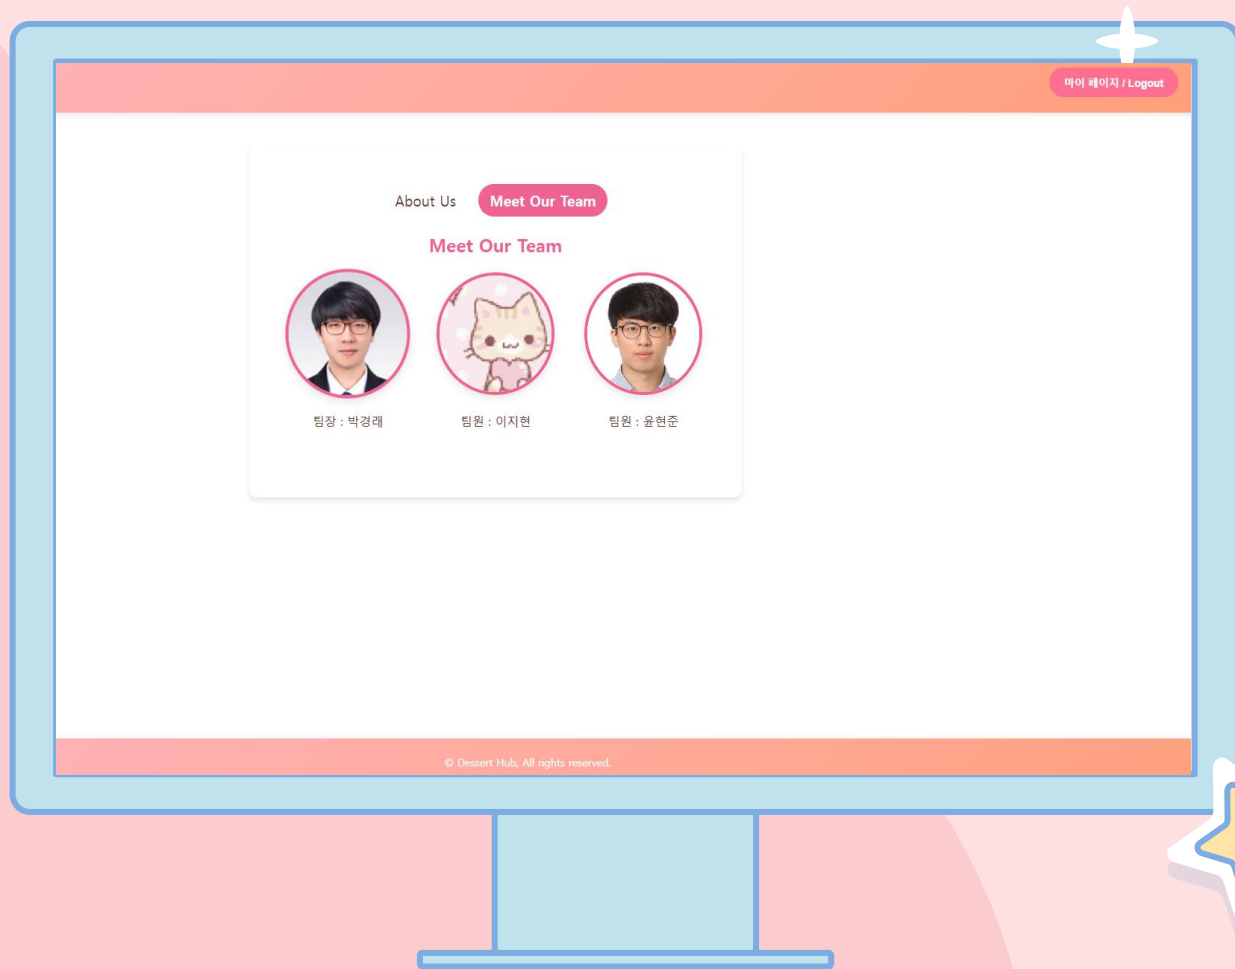 마이 페이지 / Logout
About Us Meet Our Team
Meet Our Team
팀장 : 박경래 팀원 : 이지현 팀원 : 윤현준
© Dessert Hub, All rights reserved.